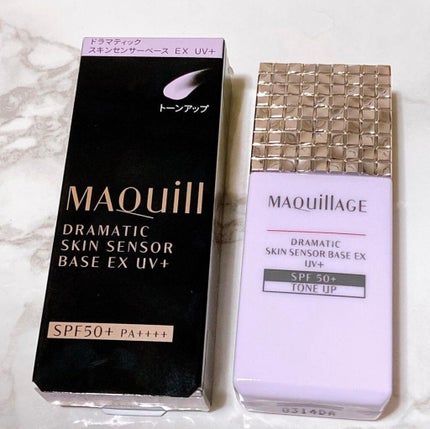 ドラマティック
スキンセンサーベース EX UV+
トーンアップ
MAQuill
DRAMATIC
SKIN SENSOR
BASE EX UV+
SPF50+ PA++++
MAQuillAGE
DRAMATIC
SKIN SENSOR BASE EX
UV+
SPF 50+
TONE UP
0314DA